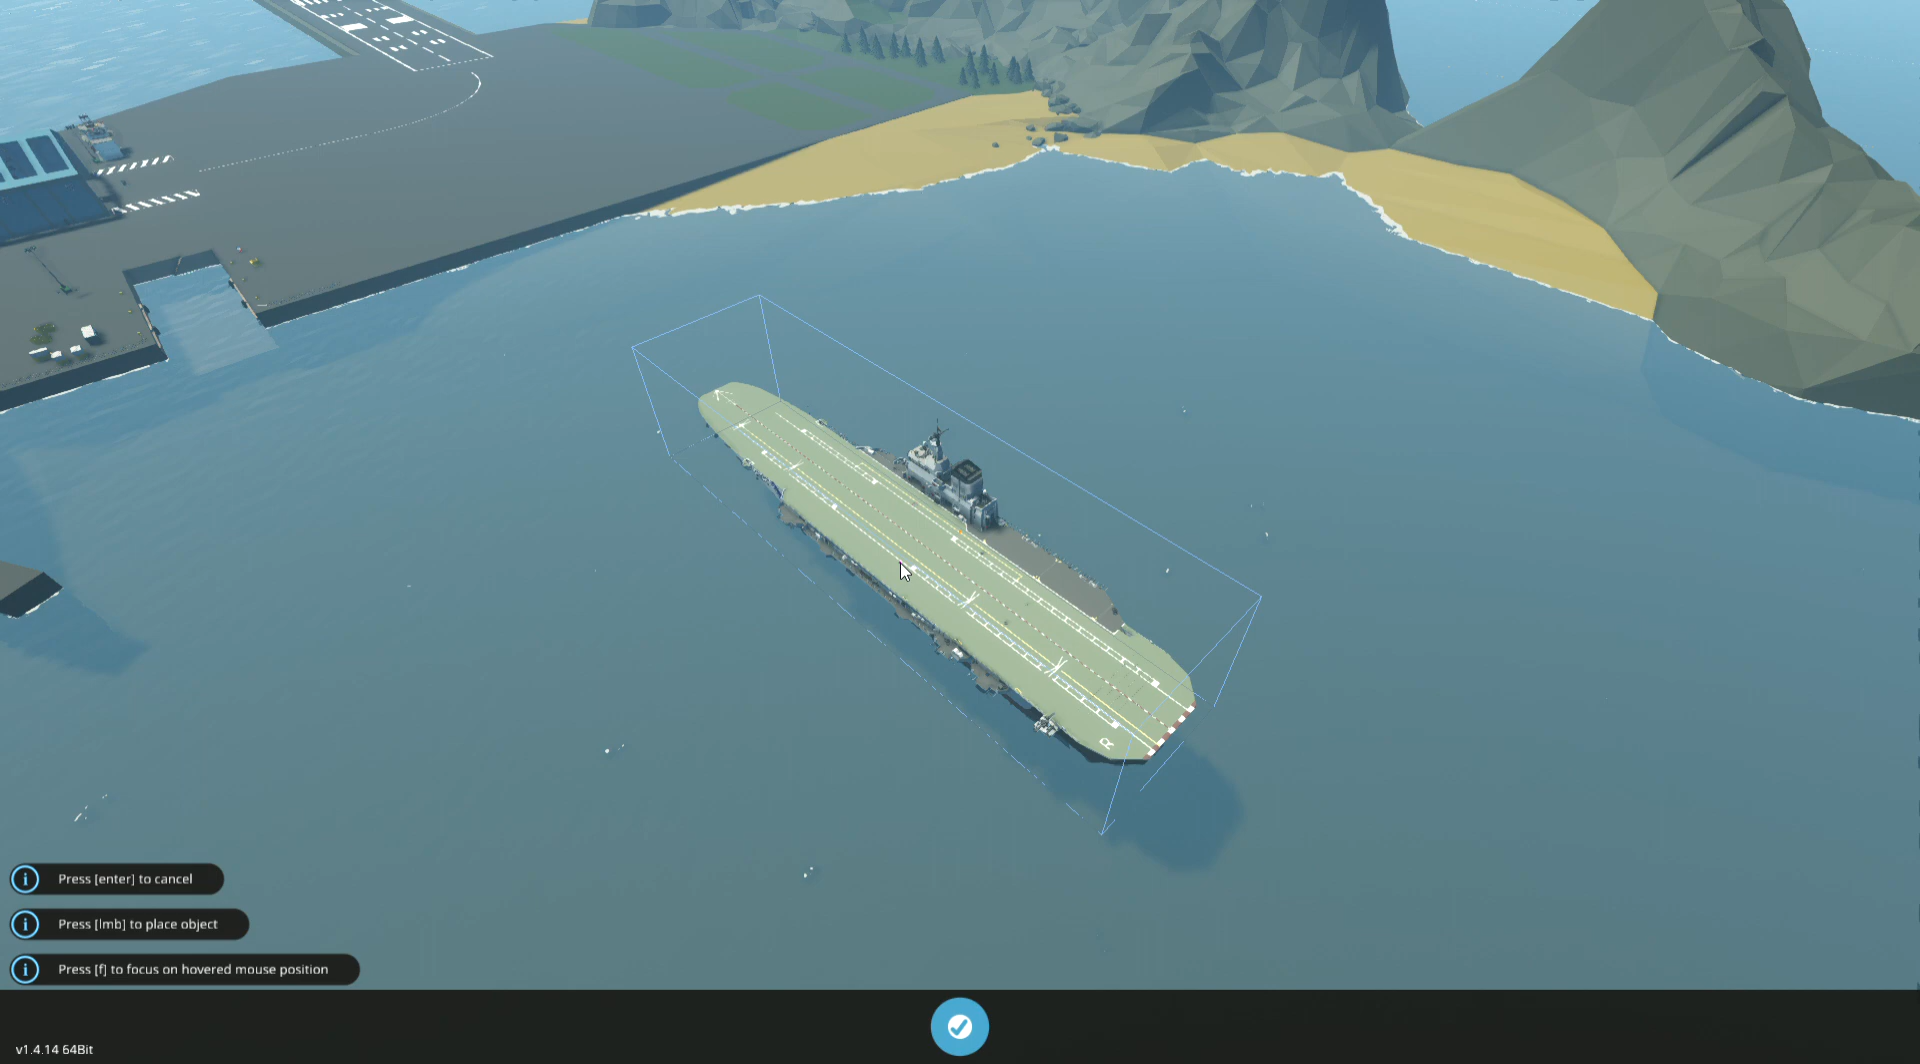 R
Press [enter] to cancel
Press [lmb] to place object
Press [f] to focus on hovered mouse position
v1.4.14 64Bit